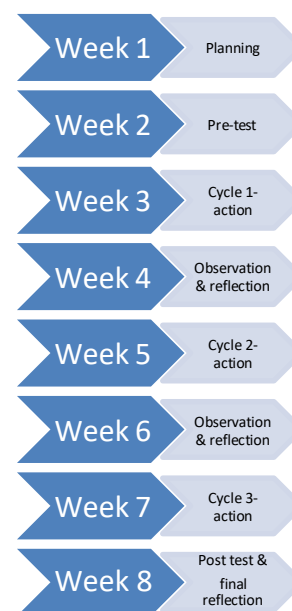 Week 1
Planning
Week 2
Pre-test
Week 3
Cycle 1-
action
Week 4
Observation
& reflection
Week 5
Cycle 2-
action
Week 6
Observation
& reflection
Week 7
Cycle 3-
action
Week 8
Post test &
final
reflection